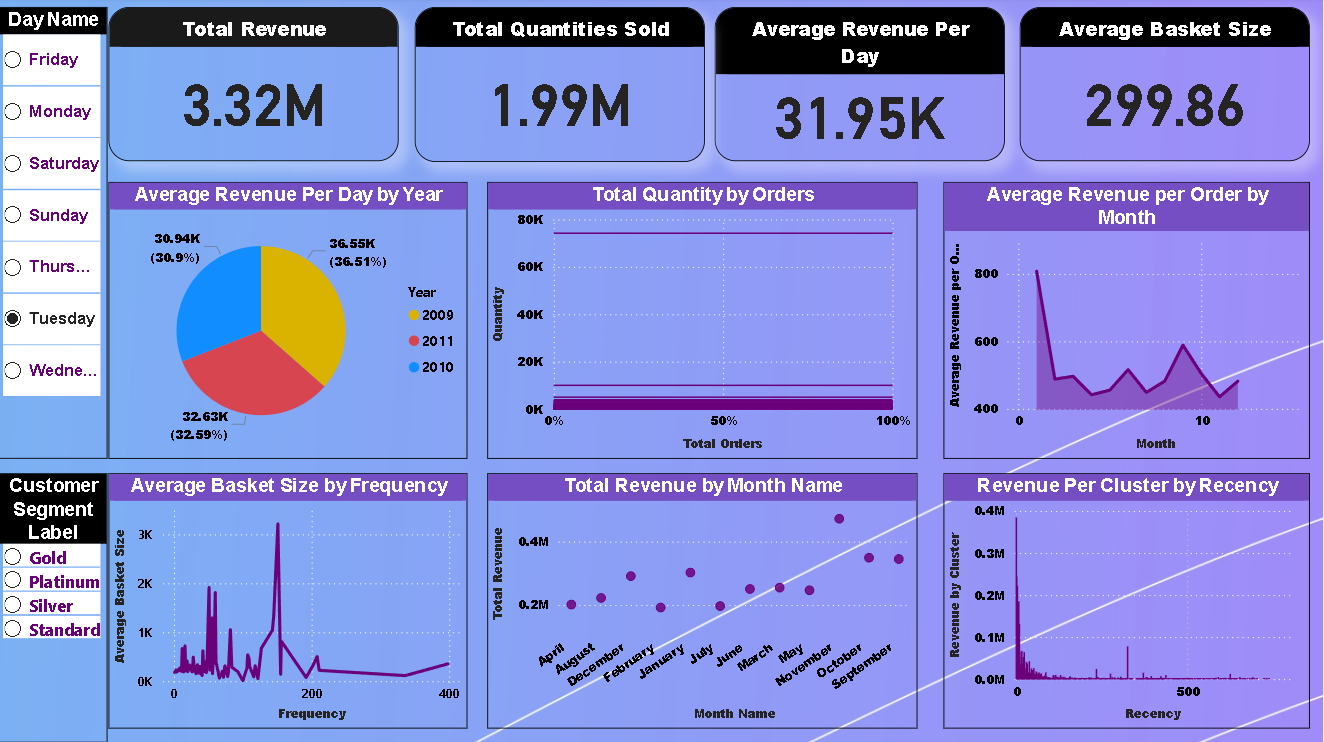 Day Name
Friday
Monday
Saturday
Sunday
Thurs...
Tuesday
Wedne...
Total Revenue
3.32M
Total Quantities Sold
1.99M
Average Revenue Per
Day
31.95K
Average Basket Size
299.86
Average Revenue Per Day by Year
30.94K
(30.9%)
36.55K
(36.51%)
32.63K
(32.59%)
Year
2009
2011
2010
Total Quantity by Orders
Quantity
80K
60K
40K
20K
0K
0%
50%
100%
Total Orders
Average Revenue per Order by
Month
Average Revenue per O...
800
600
400
0
10
Month
Customer
Segment
Label
Gold
Platinum
Silver
Standard
Average Basket Size by Frequency
Average Basket Size
3K
2K
1K
0K
0
200
400
Frequency
Total Revenue by Month Name
Total Revenue
0.4M
0.2M
April
August
December
February
January
July
June
March
May
November
October
September
Month Name
Revenue Per Cluster by Recency
Revenue by Cluster
0.4M
0.3M
0.2M
0.1M
0.0M
0
500
Recency